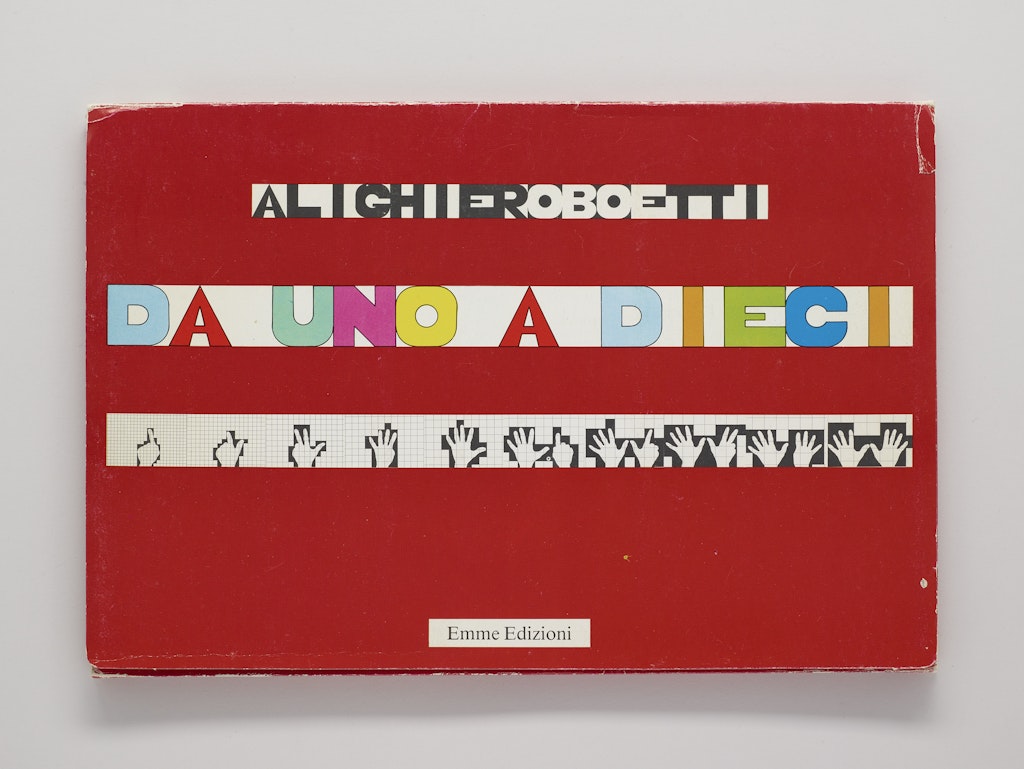 ALIGHIEROBOETTI
DA UNO A DIECI
Emme Edizioni